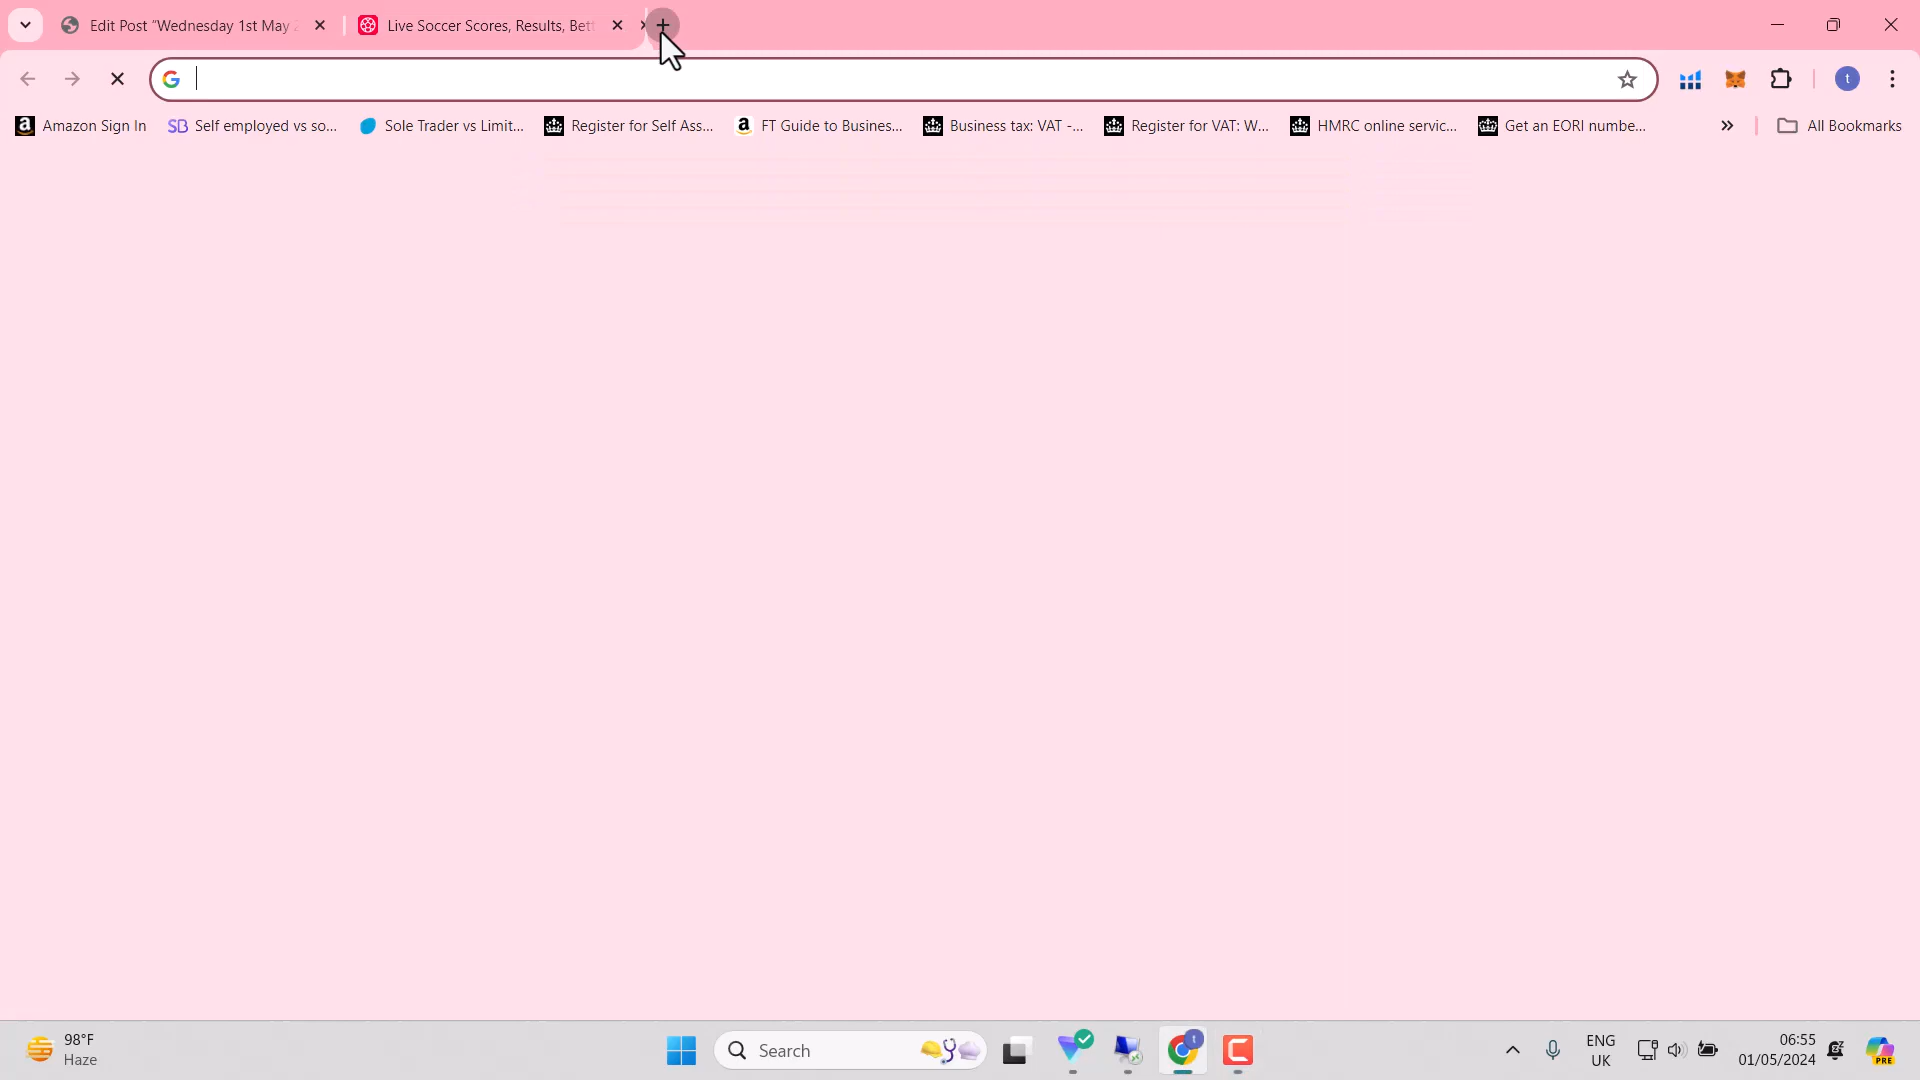 Edit Post "Wednesday 1st May
Live Soccer Scores, Results, Bett
Amazon Sign In
Self employed vs so...
Sole Trader vs Limit...
Register for Self Ass...
FT Guide to Busines...
Business tax: VAT -...
Register for VAT: W...
HMRC online servic...
Get an EORI numbe...
All Bookmarks
t
98°F
Haze
Search
t
ENG
UK
06:55
01/05/2024
PRE